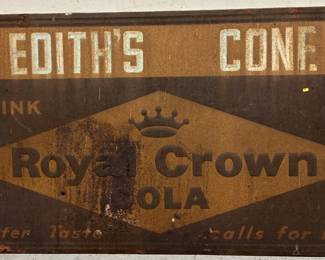 EDITH'S CONF.
INK
Royal Crown
COLA
ter Taste calls for